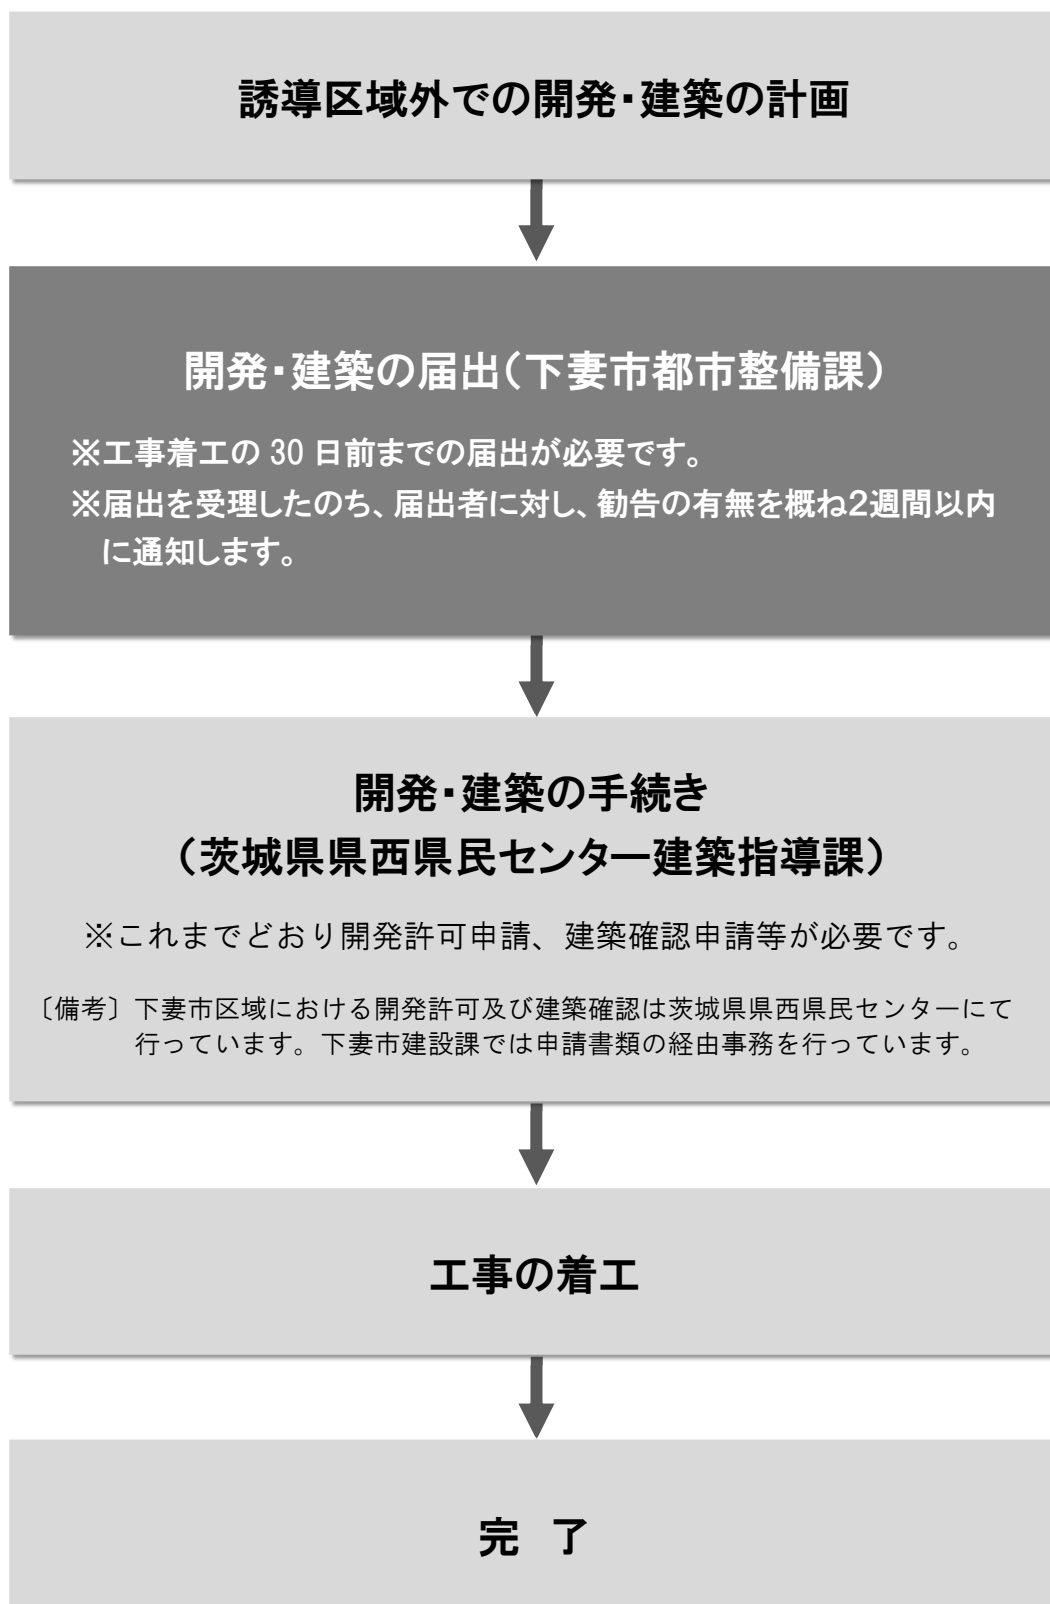 誘導区域外での開発・建築の計画
開発・建築の届出（下妻市都市整備課）
※工事着工の 30 日前までの届出が必要です。
※届出を受理したのち、届出者に対し、勧告の有無を概ね２週間以内
に通知します。
開発・建築の手続き
（茨城県県西県民センター建築指導課）
※これまでどおり開発許可申請、建築確認申請等が必要です。
〔備考〕下妻市区域における開発許可及び建築確認は茨城県県西県民センターにて
行っています。下妻市建設課では申請書類の経由事務を行っています。
工事の着工
完　了